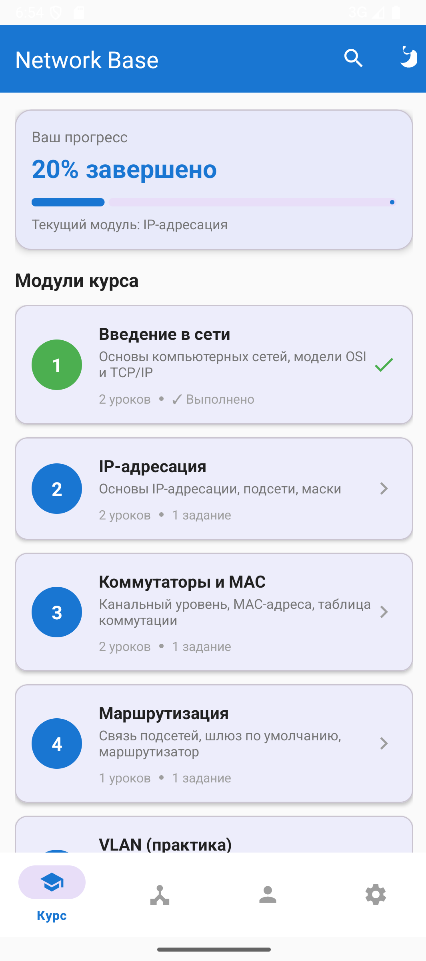 Network Base
Ваш прогресс
20% завершено
Текущий модуль: IP-адресация
Модули курса
1
Введение в сети
Основы компьютерных сетей, модели OSI
и TCP/IP
2 уроков • ✓ Выполнено
2
IP-адресация
Основы IP-адресации, подсети, маски
2 уроков • 1 задание
3
Коммутаторы и MAC
Канальный уровень, MAC-адреса, таблица
коммутации
2 уроков • 1 задание
4
Маршрутизация
Связь подсетей, шлюз по умолчанию,
маршрутизатор
1 уроков • 1 задание
VLAN (практика)
Курс